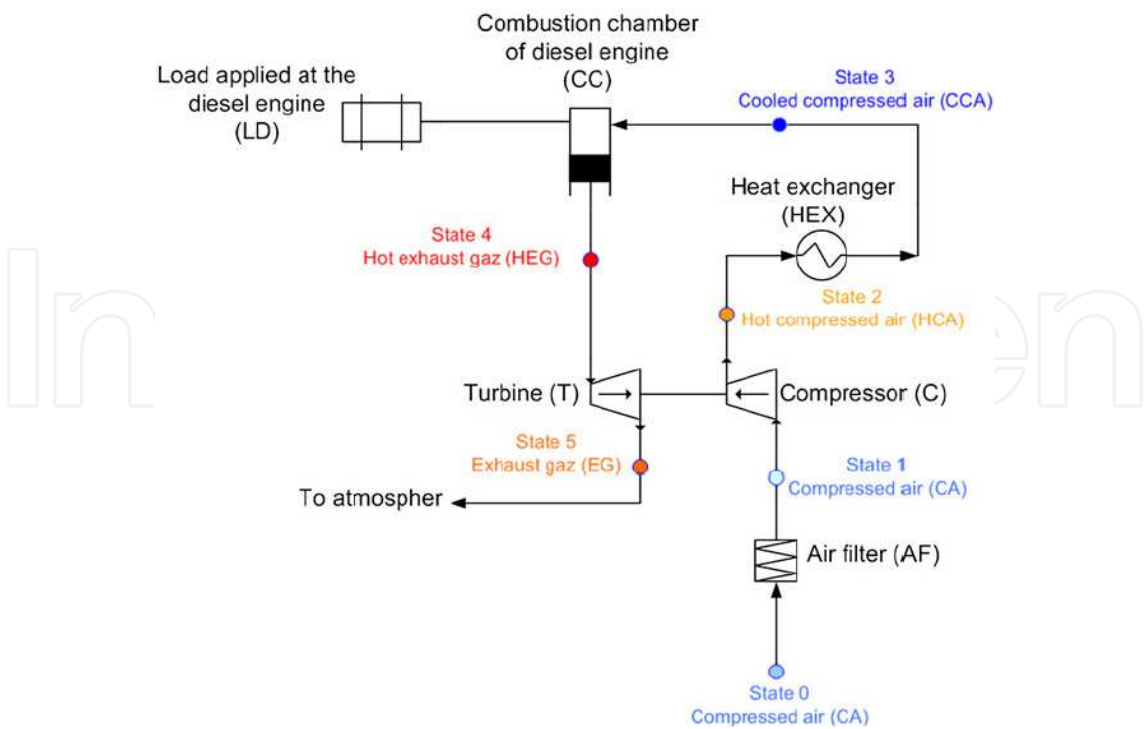 Combustion chamber
of diesel engine
(CC)
Load applied at the
diesel engine
(LD)
State 3
Cooled compressed air (CCA)
Heat exchanger
(HEX)
State 4
Hot exhaust gaz (HEG)
State 2
Hot compressed air (HCA)
Turbine (T)
Compressor (C)
State 5
Exhaust gaz (EG)
State 1
Compressed air (CA)
To atmospher
Air filter (AF)
State 0
Compressed air (CA)
In
en